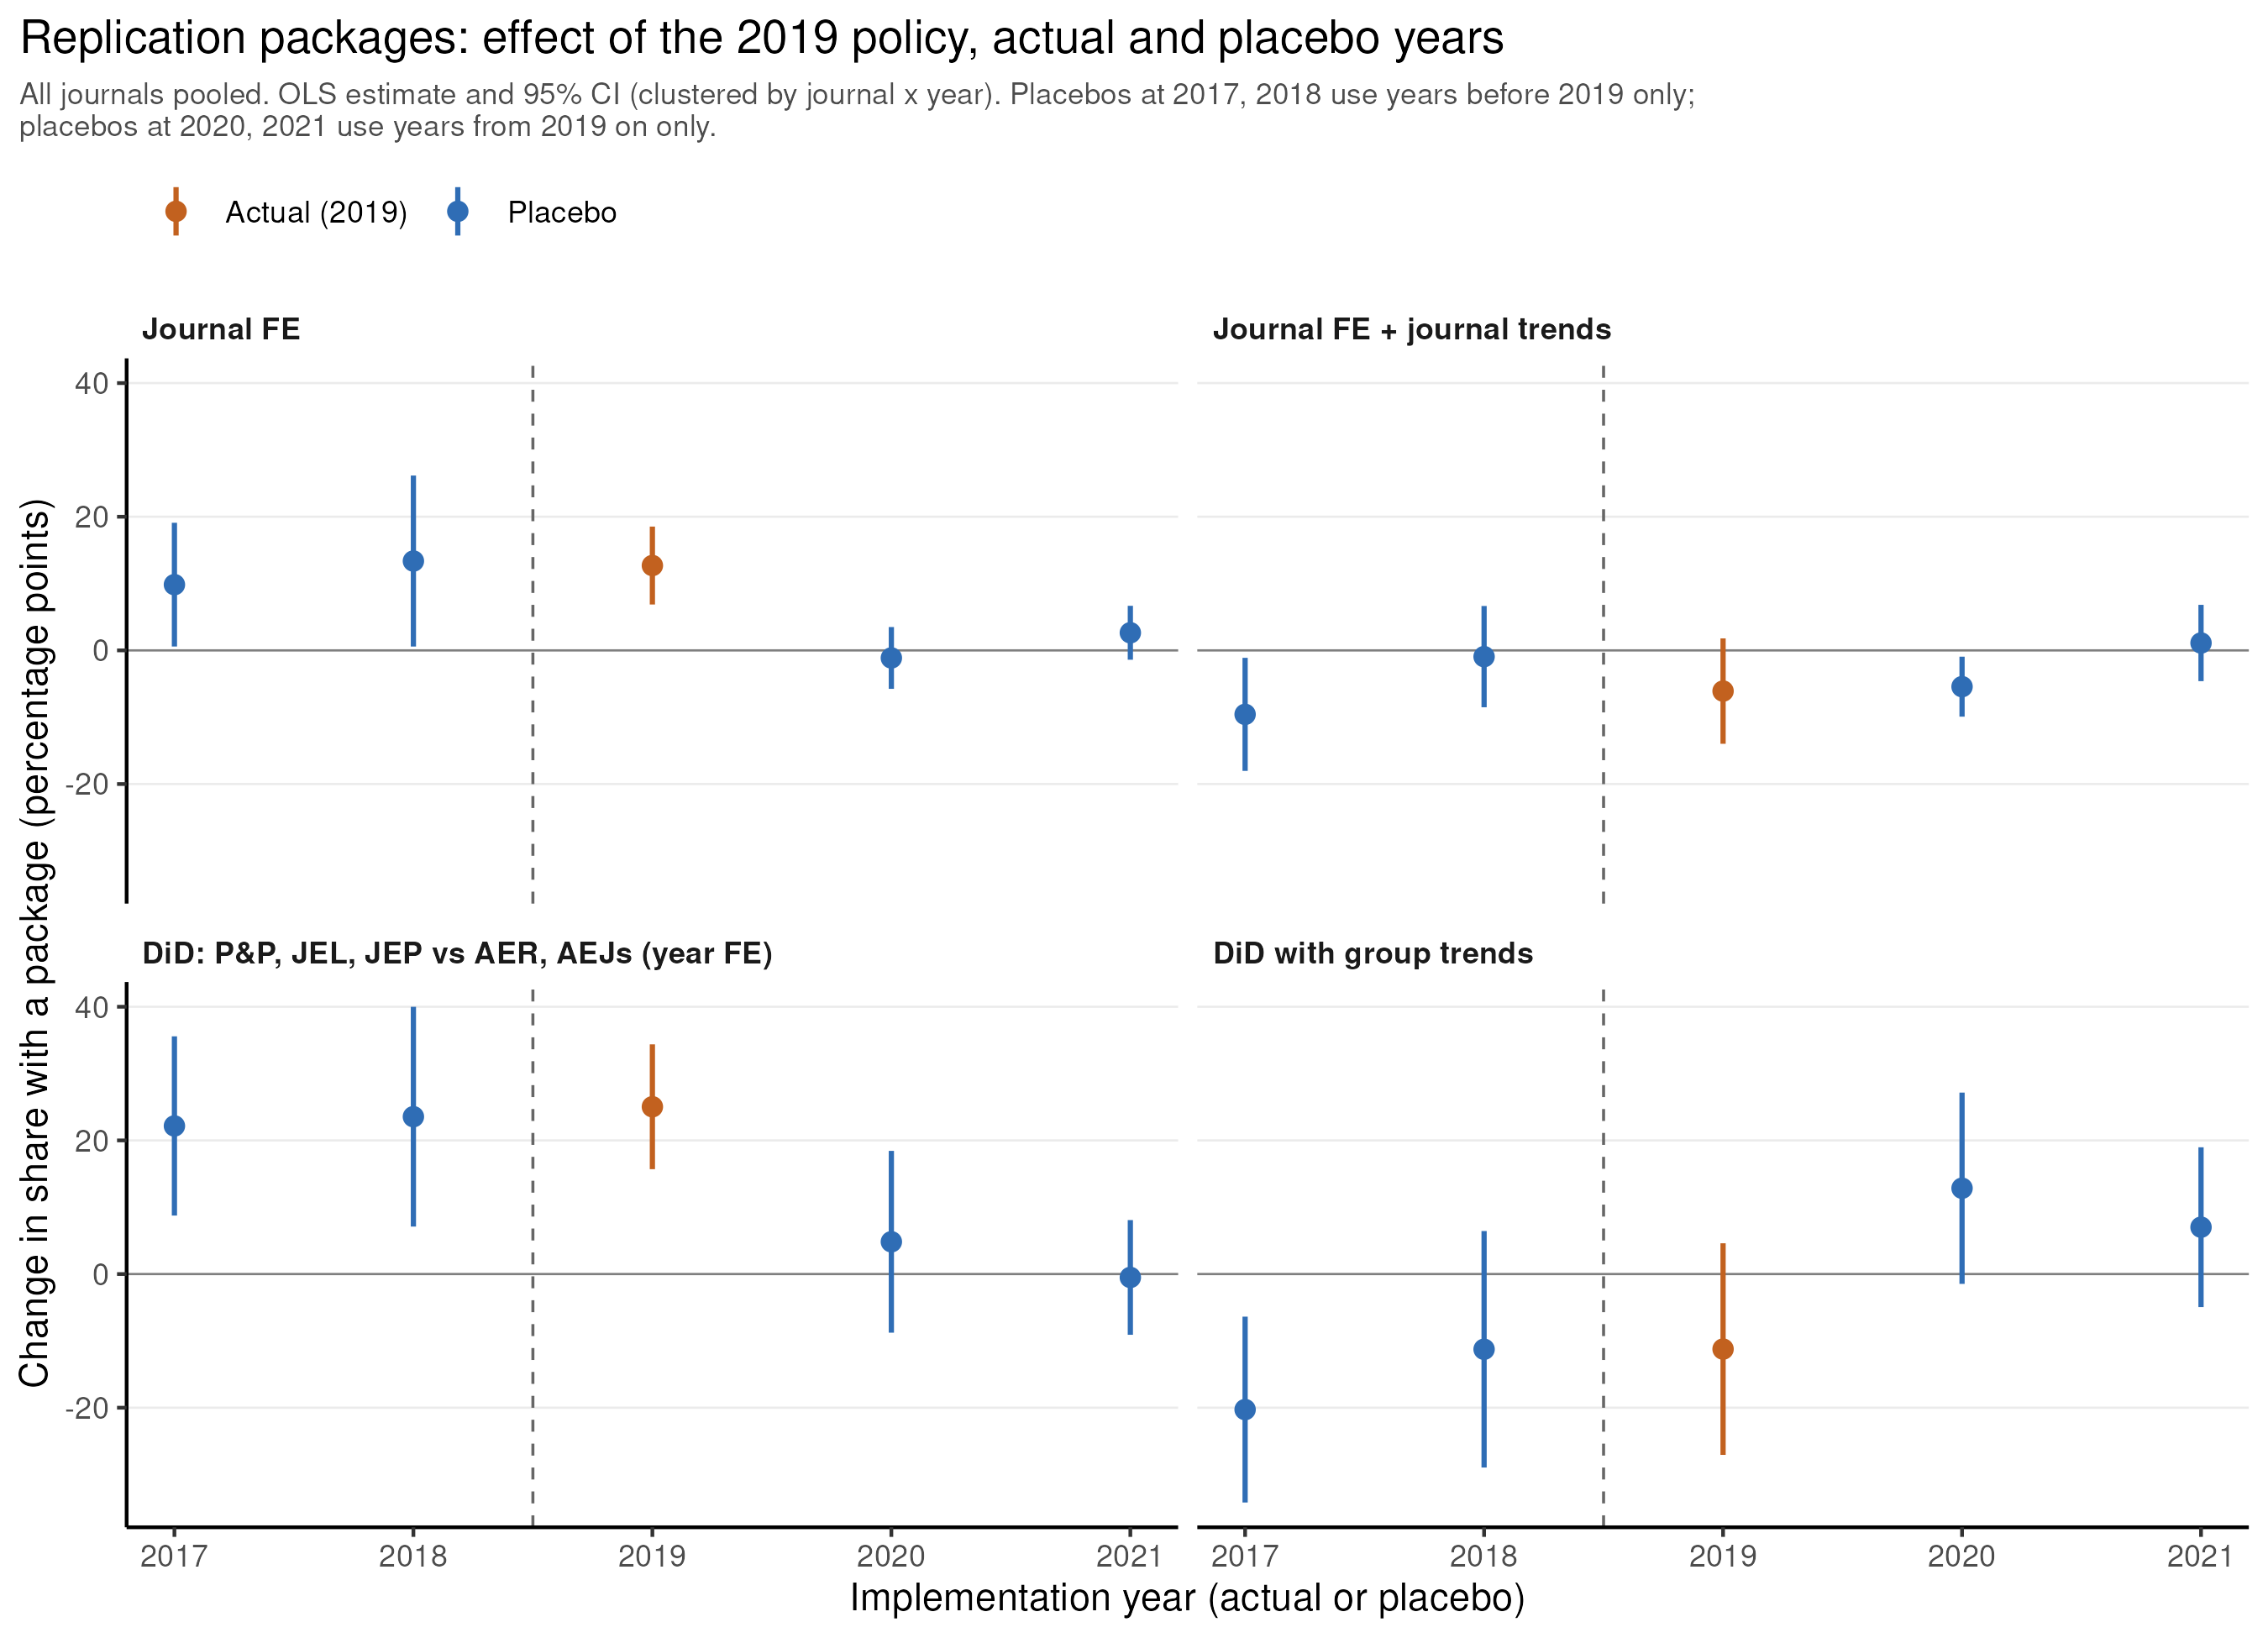 Replication packages: effect of the 2019 policy, actual and placebo years
All journals pooled. OLS estimate and 95% CI (clustered by journal x year). Placebos at 2017, 2018 use years before 2019 only;
placebos at 2020, 2021 use years from 2019 on only.
Actual (2019) Placebo
Journal FE
Journal FE + journal trends
40
20
0
-20
DiD: P&P, JEL, JEP vs AER, AEJs (year FE)
DiD with group trends
40
20
0
-20
2017 2018 2019 2020 2021
2017 2018 2019 2020 2021
Implementation year (actual or placebo)
Change in share with a package (percentage points)